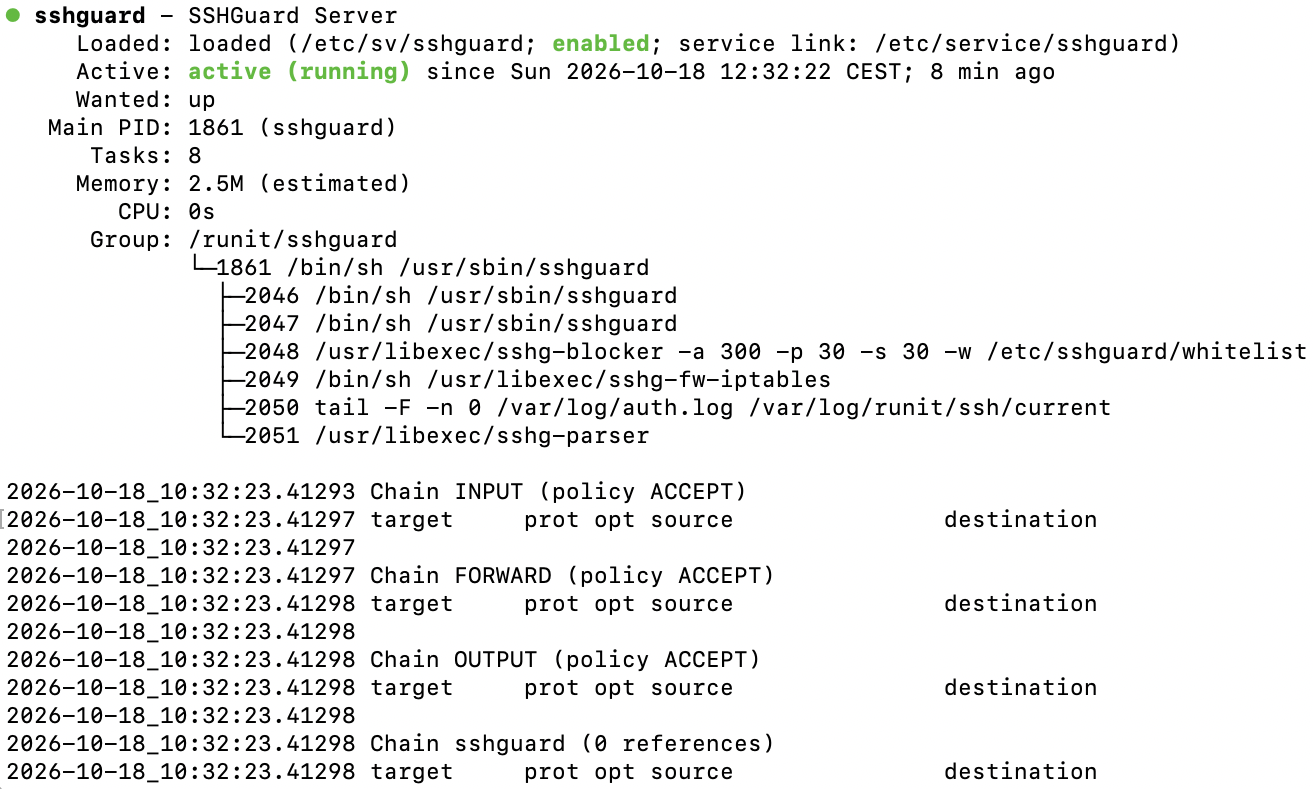 ● sshguard – SSHGuard Server
     Loaded: loaded (/etc/sv/sshguard; enabled; service link: /etc/service/sshguard)
     Active: active (running) since Sun 2026-10-18 12:32:22 CEST; 8 min ago
     Wanted: up
   Main PID: 1861 (sshguard)
      Tasks: 8
     Memory: 2.5M (estimated)
        CPU: 0s
      Group: /runit/sshguard
             └─1861 /bin/sh /usr/sbin/sshguard
               ├─2046 /bin/sh /usr/sbin/sshguard
               ├─2047 /bin/sh /usr/sbin/sshguard
               ├─2048 /usr/libexec/sshg-blocker -a 300 -p 30 -s 30 -w /etc/sshguard/whitelist
               ├─2049 /bin/sh /usr/libexec/sshg-fw-iptables
               ├─2050 tail -F -n 0 /var/log/auth.log /var/log/runit/ssh/current
               └─2051 /usr/libexec/sshg-parser

2026-10-18_10:32:23.41293 Chain INPUT (policy ACCEPT)
2026-10-18_10:32:23.41297 target     prot opt source               destination
2026-10-18_10:32:23.41297
2026-10-18_10:32:23.41297 Chain FORWARD (policy ACCEPT)
2026-10-18_10:32:23.41298 target     prot opt source               destination
2026-10-18_10:32:23.41298
2026-10-18_10:32:23.41298 Chain OUTPUT (policy ACCEPT)
2026-10-18_10:32:23.41298 target     prot opt source               destination
2026-10-18_10:32:23.41298
2026-10-18_10:32:23.41298 Chain sshguard (0 references)
2026-10-18_10:32:23.41298 target     prot opt source               destination